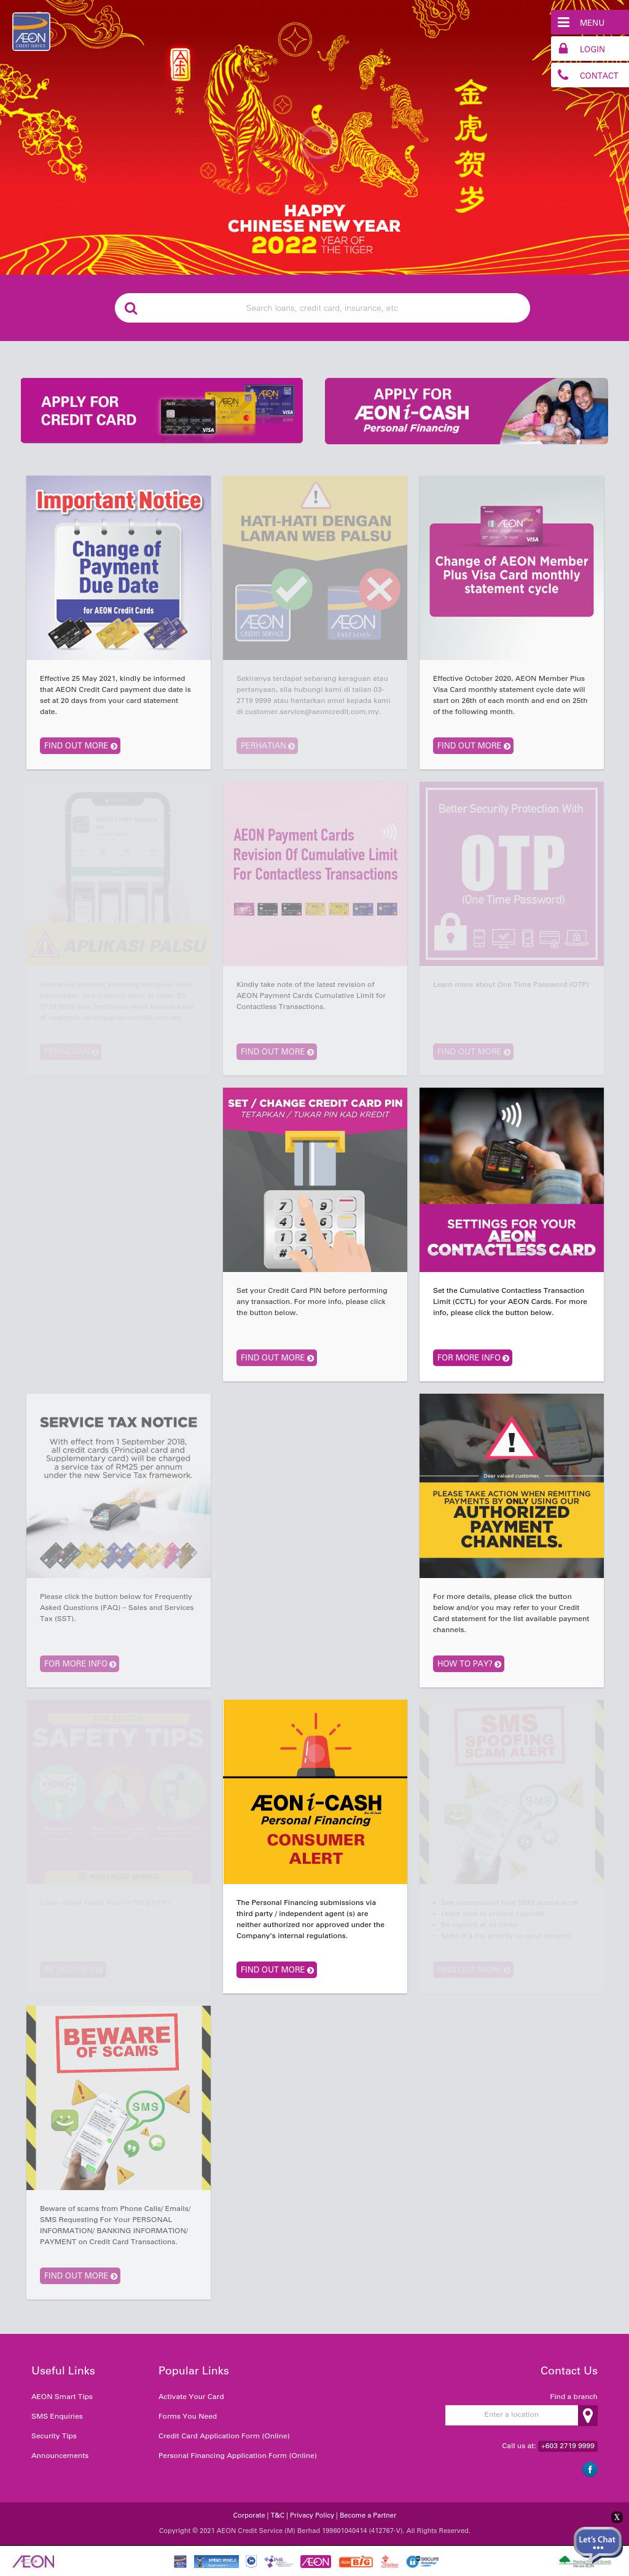 ÆON
CREDIT SERVICE
MENU
LOGIN
CONTACT
壬寅年
金虎贺岁
HAPPY
CHINESE NEW YEAR
2022 YEAR OF
THE TIGER
Search loans, credit card, insurance, etc
APPLY FOR
CREDIT CARD
APPLY FOR
ÆON i-CASH
Personal Financing
Important Notice
Change of
Payment
Due Date
for AEON Credit Cards
Effective 25 May 2021, kindly be informed
that AEON Credit Card payment due date is
set at 20 days from your card statement
date.
FIND OUT MORE
HATI-HATI DENGAN
LAMAN WEB PALSU
ÆON
CREDIT SERVICE
ÆON
FAST LOAN
Sekiranya terdapat sebarang keraguan atau
pertanyaan, sila hubungi kami di talian 03-
2719 9999 atau hantarkan emel kepada kami
di customer.service@aeoncredit.com.my.
PERHATIAN
Change of AEON Member
Plus Visa Card monthly
statement cycle
Effective October 2020, AEON Member Plus
Visa Card monthly statement cycle date will
start on 26th of each month and end on 25th
of the following month.
FIND OUT MORE
APLIKASI PALSU
PERHATIAN
AEON Payment Cards
Revision Of Cumulative Limit
For Contactless Transactions
Kindly take note of the latest revision of
AEON Payment Cards Cumulative Limit for
Contactless Transactions.
FIND OUT MORE
Better Security Protection With
OTP
(One Time Password)
Learn more about One Time Password (OTP)
FIND OUT MORE
SET / CHANGE CREDIT CARD PIN
TETAPKAN / TUKAR PIN KAD KREDIT
Set your Credit Card PIN before performing
any transaction. For more info, please click
the button below.
FIND OUT MORE
SETTINGS FOR YOUR
AEON
CONTACTLESS CARD
Set the Cumulative Contactless Transaction
Limit (CCTL) for your AEON Cards. For more
info, please click the button below.
FOR MORE INFO
SERVICE TAX NOTICE
With effect from 1 September 2018,
all credit cards (Principal card and
Supplementary card) will be charged
a service tax of RM25 per annum
under the new Service Tax framework.
Please click the button below for Frequently
Asked Questions (FAQ) – Sales and Services
Tax (SST).
FOR MORE INFO
Dear valued customer,
PLEASE TAKE ACTION WHEN REMITTING
PAYMENTS BY ONLY USING OUR
AUTHORIZED
PAYMENT
CHANNELS.
For more details, please click the button
below and/or you may refer to your Credit
Card statement for the list available payment
channels.
HOW TO PAY?
SAFETY TIPS
ÆON i-CASH
Personal Financing
CONSUMER
ALERT
The Personal Financing submissions via
third party / independent agent (s) are
neither authorized nor approved under the
Company's internal regulations.
FIND OUT MORE
SMS
SPOOFING
SCAM ALERT
SMS
FIND OUT MORE
BEWARE
OF SCAMS
SMS
Beware of scams from Phone Calls/ Emails/
SMS Requesting For Your PERSONAL
INFORMATION/ BANKING INFORMATION/
PAYMENT on Credit Card Transactions.
FIND OUT MORE
Useful Links
AEON Smart Tips
SMS Enquiries
Security Tips
Announcements
Popular Links
Activate Your Card
Forms You Need
Credit Card Application Form (Online)
Personal Financing Application Form (Online)
Contact Us
Find a branch
Enter a location
Call us at: +603 2719 9999
Corporate | T&C | Privacy Policy | Become a Partner
Copyright © 2021 AEON Credit Service (M) Berhad 199601040414 (412767-V). All Rights Reserved.
X
Let's Chat
ÆON
ÆON
BiG
SECURE